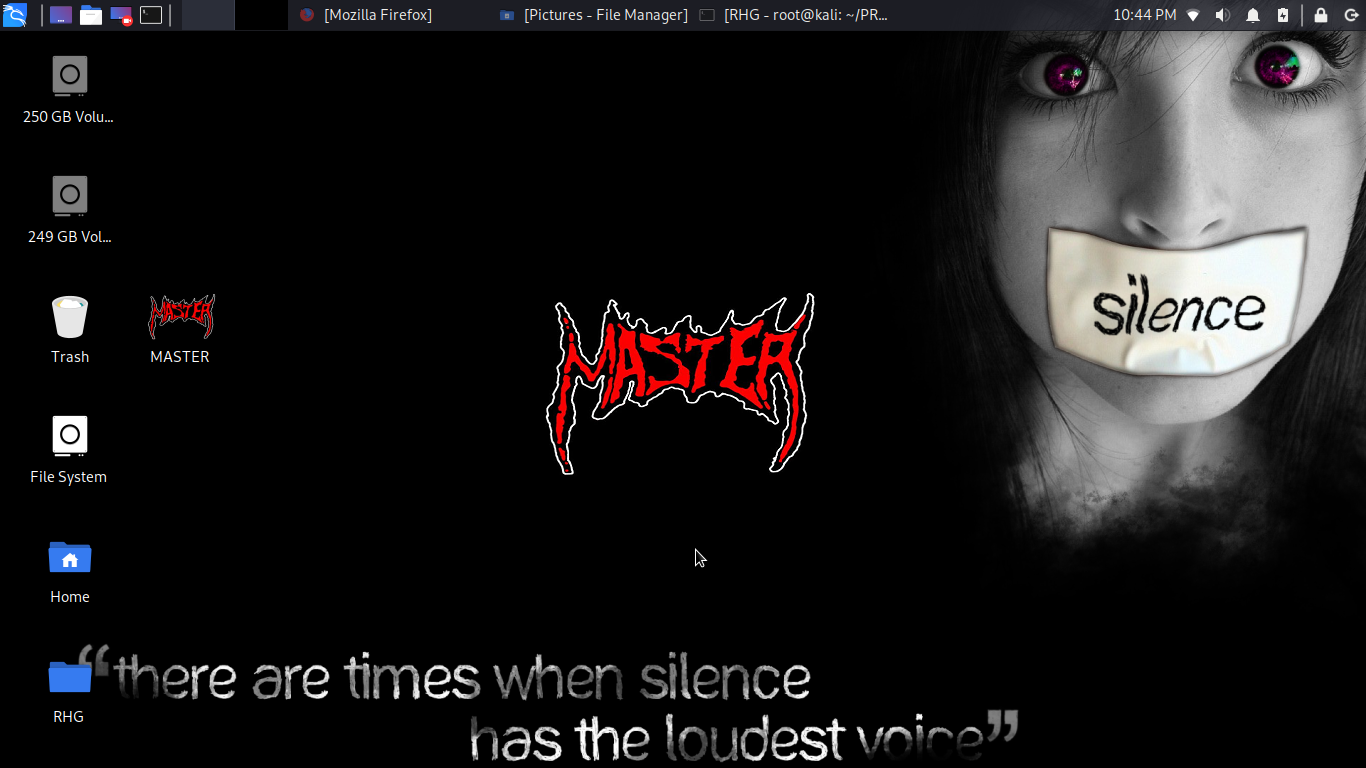 [Mozilla Firefox]
[Pictures - File Manager]
[RHG - root@kali: ~/PR...
10:44 PM
250 GB Volu...
249 GB Vol...
Trash
MASTER
File System
Home
RHG
MASTER
silence
“there are times when silence
has the loudest voice”